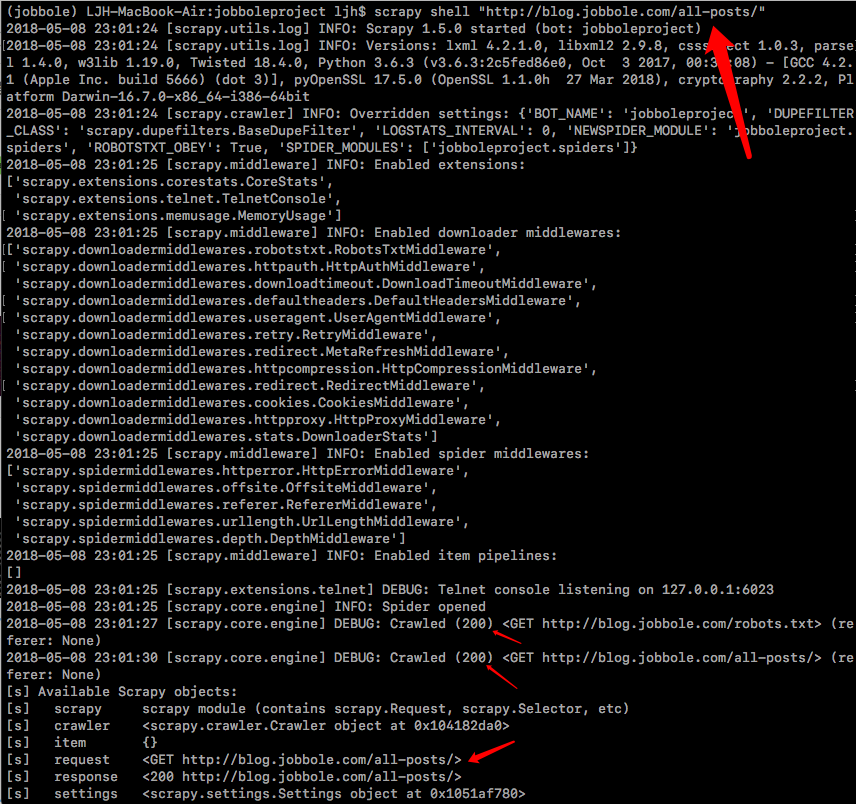 (jobbole) LJH-MacBook-Air:jobboleproject ljh$ scrapy shell "http://blog.jobbole.com/all-posts/"
2018-05-08 23:01:24 [scrapy.utils.log] INFO: Scrapy 1.5.0 started (bot: jobboleproject)
[2018-05-08 23:01:24 [scrapy.utils.log] INFO: Versions: lxml 4.2.1.0, libxml2 2.9.8, 1.0.3, parse
l 1.4.0, w3lib 1.19.0, Twisted 18.4.0, Python 3.6.3 (v3.6.3:2c5fed86e0, Oct  3 2017, – [GCC 4.2.
1 (Apple Inc. build 5666) (dot 3)], pyOpenSSL 17.5.0 (OpenSSL 1.1.0h  27 Mar 2018), 2.2.2, Pl
atform Darwin-16.7.0-x86_64-i386-64bit
2018-05-08 23:01:24 [scrapy.crawler] INFO: Overridden settings: {'BOT_NAME': 'DUPEFILTER
_CLASS': 'scrapy.dupefilters.BaseDupeFilter', 'LOGSTATS_INTERVAL': 0, 'NEWSPIDER_MODULE': 'jobboleproject.
spiders', 'ROBOTSTXT_OBEY': True, 'SPIDER_MODULES': ['jobboleproject.spiders']}
2018-05-08 23:01:25 [scrapy.middleware] INFO: Enabled extensions:
['scrapy.extensions.corestats.CoreStats',
 'scrapy.extensions.telnet.TelnetConsole',
[ 'scrapy.extensions.memusage.MemoryUsage']
2018-05-08 23:01:25 [scrapy.middleware] INFO: Enabled downloader middlewares:
[['scrapy.downloadermiddlewares.robotstxt.RobotsTxtMiddleware',
[ 'scrapy.downloadermiddlewares.httpauth.HttpAuthMiddleware',
 'scrapy.downloadermiddlewares.downloadtimeout.DownloadTimeoutMiddleware',
[ 'scrapy.downloadermiddlewares.defaultheaders.DefaultHeadersMiddleware',
[ 'scrapy.downloadermiddlewares.useragent.UserAgentMiddleware',
 'scrapy.downloadermiddlewares.retry.RetryMiddleware',
 'scrapy.downloadermiddlewares.redirect.MetaRefreshMiddleware',
 'scrapy.downloadermiddlewares.httpcompression.HttpCompressionMiddleware',
[ 'scrapy.downloadermiddlewares.redirect.RedirectMiddleware',
 'scrapy.downloadermiddlewares.cookies.CookiesMiddleware',
 'scrapy.downloadermiddlewares.httpproxy.HttpProxyMiddleware',
 'scrapy.downloadermiddlewares.stats.DownloaderStats']
2018-05-08 23:01:25 [scrapy.middleware] INFO: Enabled spider middlewares:
['scrapy.spidermiddlewares.httperror.HttpErrorMiddleware',
 'scrapy.spidermiddlewares.offsite.OffsiteMiddleware',
 'scrapy.spidermiddlewares.referer.RefererMiddleware',
 'scrapy.spidermiddlewares.urllength.UrlLengthMiddleware',
 'scrapy.spidermiddlewares.depth.DepthMiddleware']
2018-05-08 23:01:25 [scrapy.middleware] INFO: Enabled item pipelines:
[]
2018-05-08 23:01:25 [scrapy.extensions.telnet] DEBUG: Telnet console listening on 127.0.0.1:6023
2018-05-08 23:01:25 [scrapy.core.engine] INFO: Spider opened
2018-05-08 23:01:27 [scrapy.core.engine] DEBUG: Crawled (200) <GET http://blog.jobbole.com/robots.txt> (re
ferer: None)
2018-05-08 23:01:30 [scrapy.core.engine] DEBUG: Crawled (200) <GET http://blog.jobbole.com/all-posts/> (re
ferer: None)
[s] Available Scrapy objects:
[s]   scrapy     scrapy module (contains scrapy.Request, scrapy.Selector, etc)
[s]   crawler    <scrapy.crawler.Crawler object at 0x104182da0>
[s]   item       {}
[s]   request    <GET http://blog.jobbole.com/all-posts/>
[s]   response   <200 http://blog.jobbole.com/all-posts/>
[s]   settings   <scrapy.settings.Settings object at 0x1051af780>